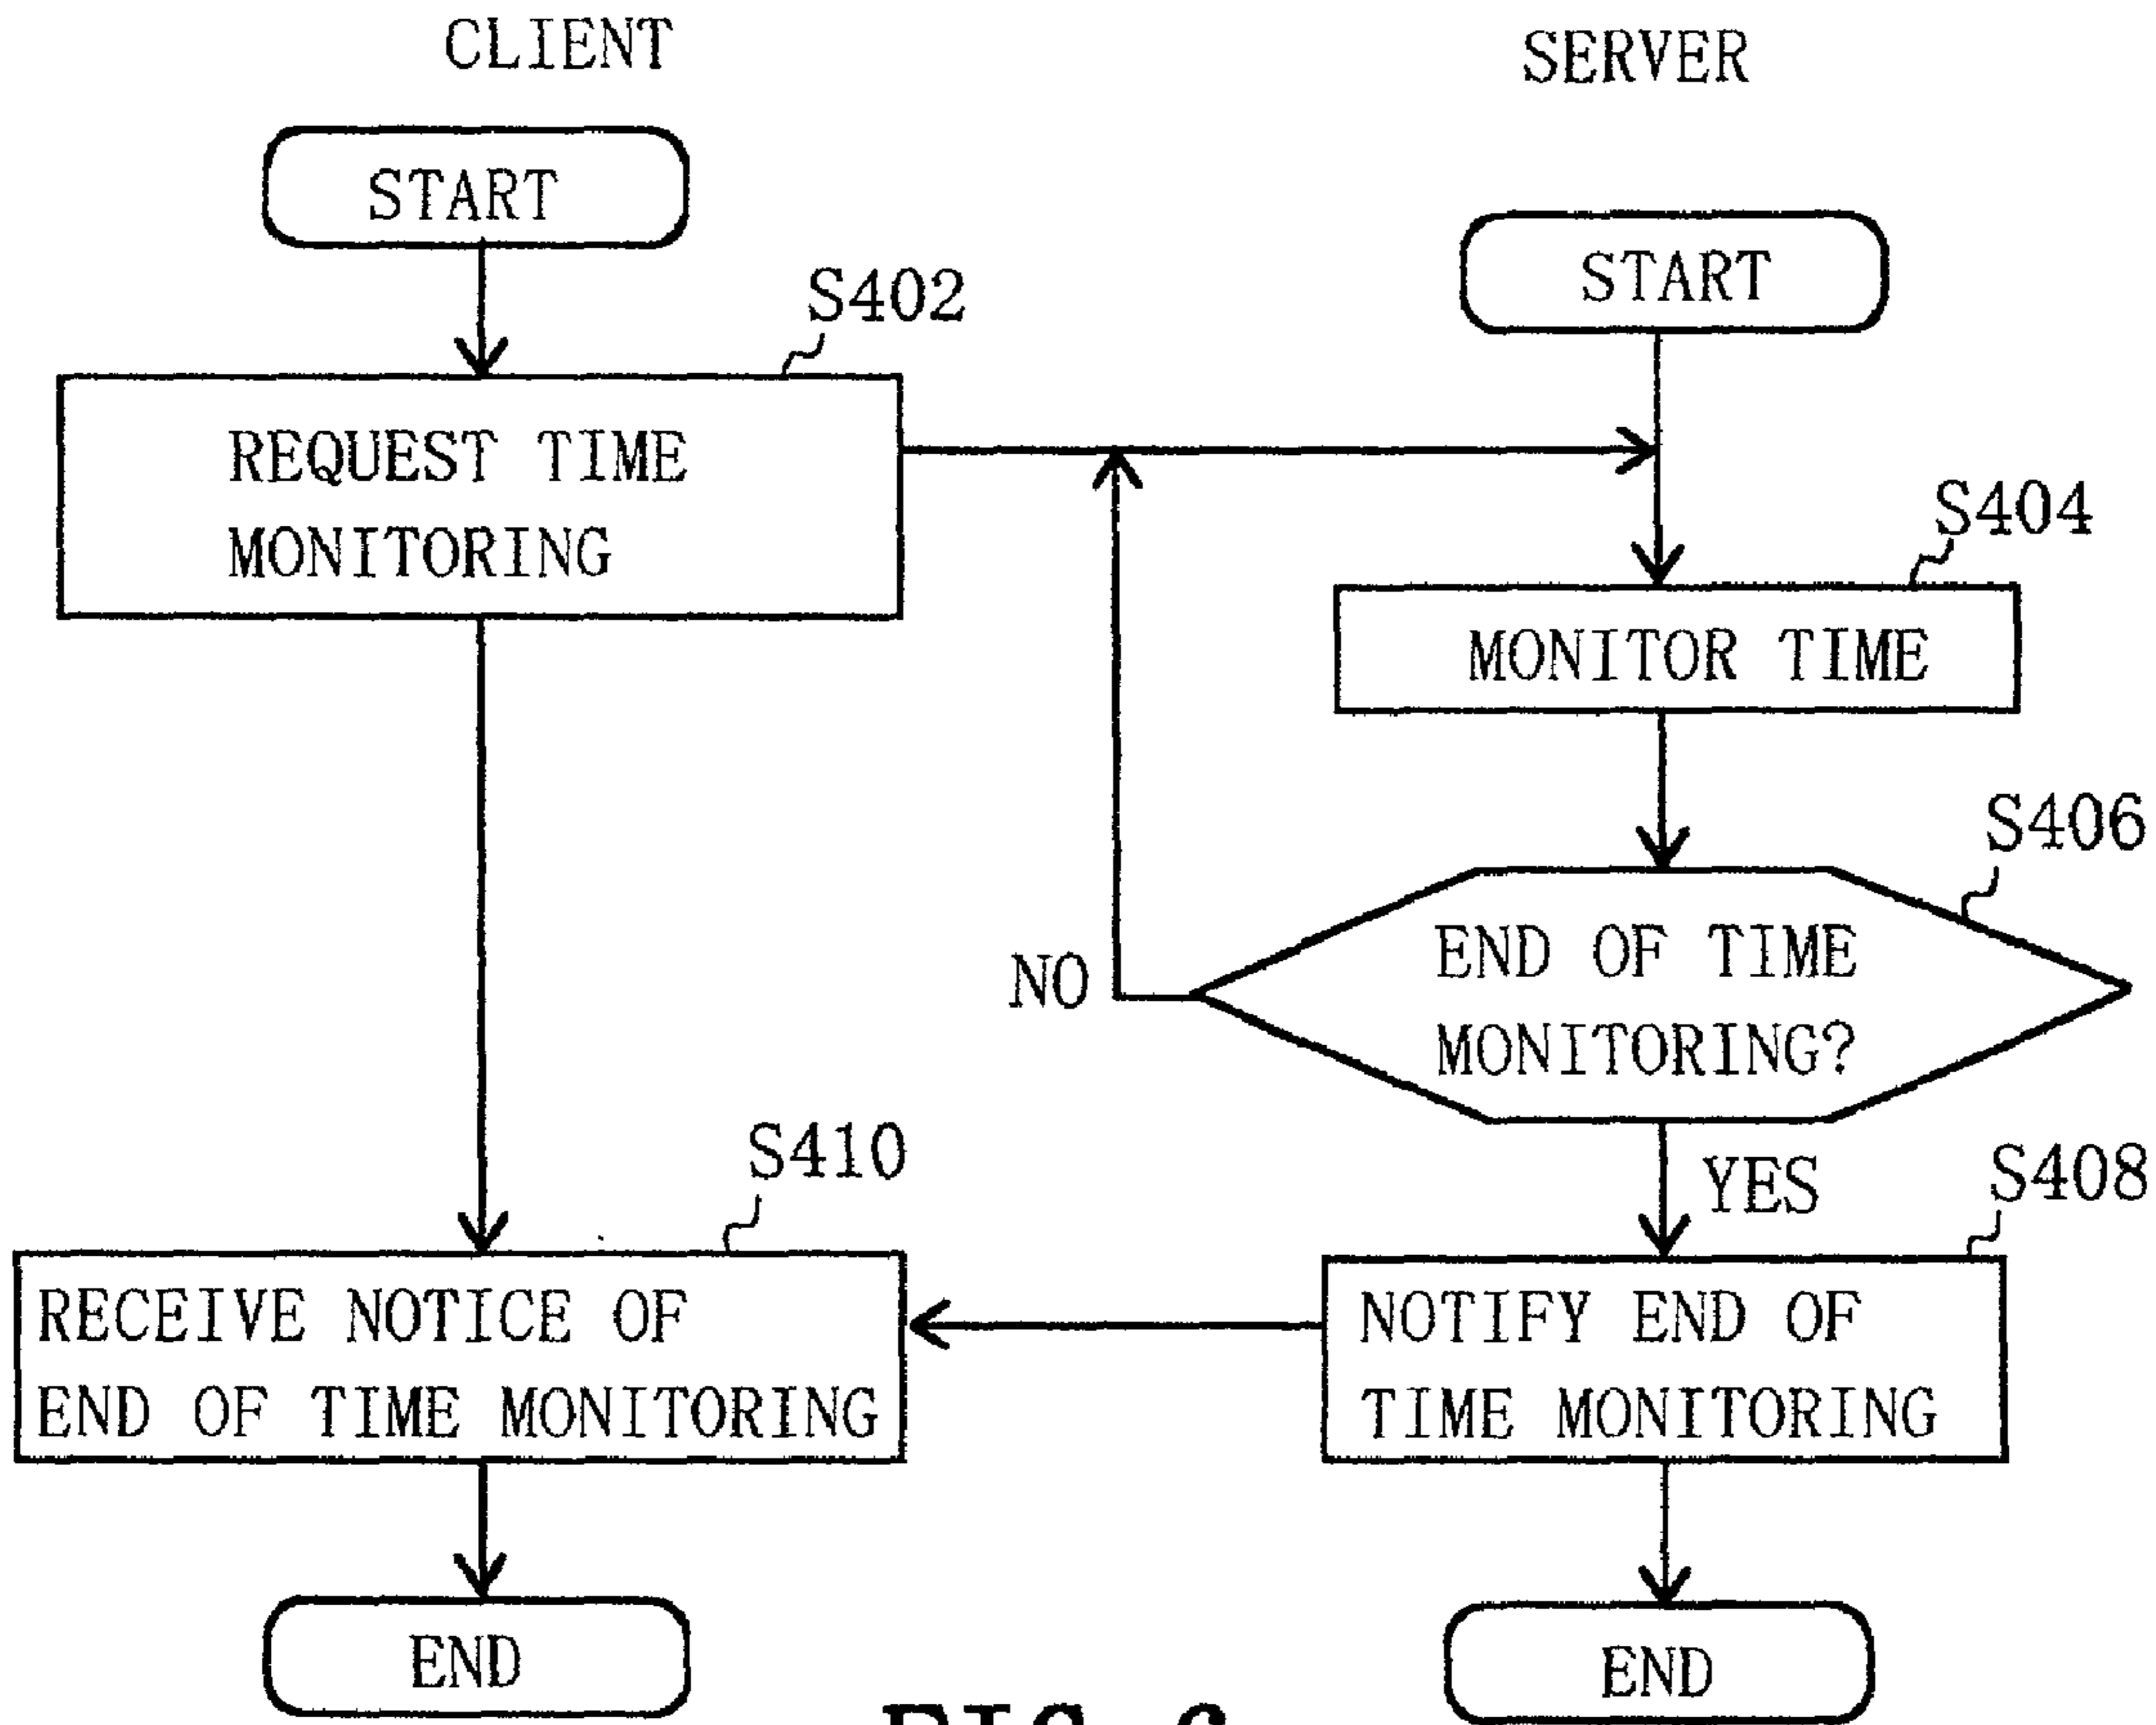 CLIENT
SERVER
START
START
S402
REQUEST TIME
MONITORING
S404
MONITOR TIME
S406
END OF TIME
MONITORING?
NO
YES
S410
S408
RECEIVE NOTICE OF
END OF TIME MONITORING
NOTIFY END OF
TIME MONITORING
END
END